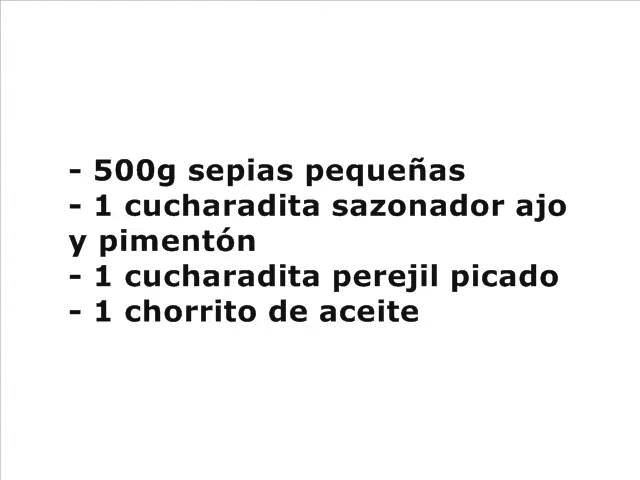 - 500g sepias pequeñas
- 1 cucharadita sazonador ajo
y pimentón
- 1 cucharadita perejil picado
- 1 chorrito de aceite